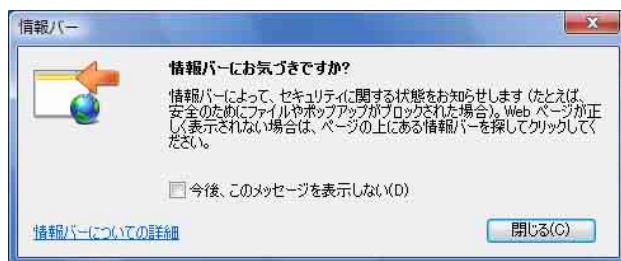 情報バー
情報バーにお気づきですか?
情報バーによって、セキュリティに関する状態をお知らせします (たとえば、
安全のためにファイルやポップアップがブロックされた場合)。Web ページが正
しく表示されない場合は、ページの上にある情報バーを探してクリックしてく
ださい。
今後、このメッセージを表示しない(D)
情報バーについての詳細
閉じる(C)